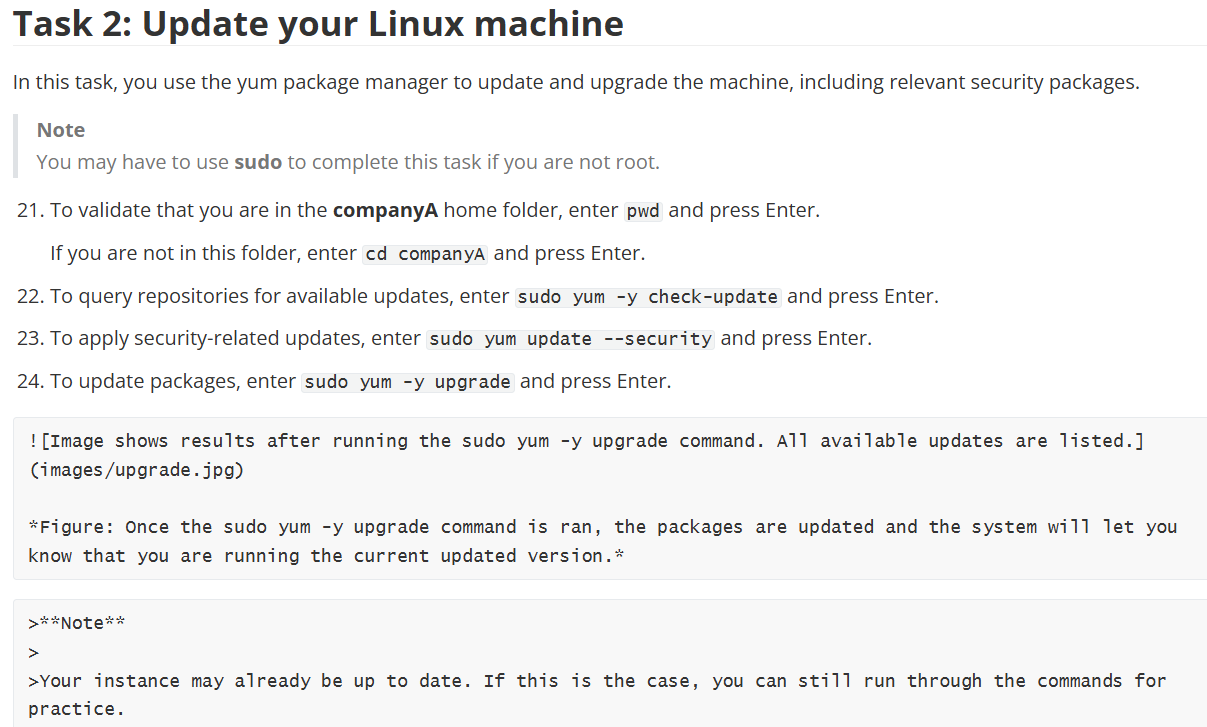 Task 2: Update your Linux machine
In this task, you use the yum package manager to update and upgrade the machine, including relevant security packages.
Note
You may have to use sudo to complete this task if you are not root.
21. To validate that you are in the companyA home folder, enter pwd and press Enter.
If you are not in this folder, enter cd companyA and press Enter.
22. To query repositories for available updates, enter sudo yum -y check-update and press Enter.
23. To apply security-related updates, enter sudo yum update --security and press Enter.
24. To update packages, enter sudo yum -y upgrade and press Enter.
![Image shows results after running the sudo yum -y upgrade command. All available updates are listed.]
(images/upgrade.jpg)
*Figure: Once the sudo yum -y upgrade command is ran, the packages are updated and the system will let you
know that you are running the current updated version.*
>**Note**
>
>Your instance may already be up to date. If this is the case, you can still run through the commands for
practice.